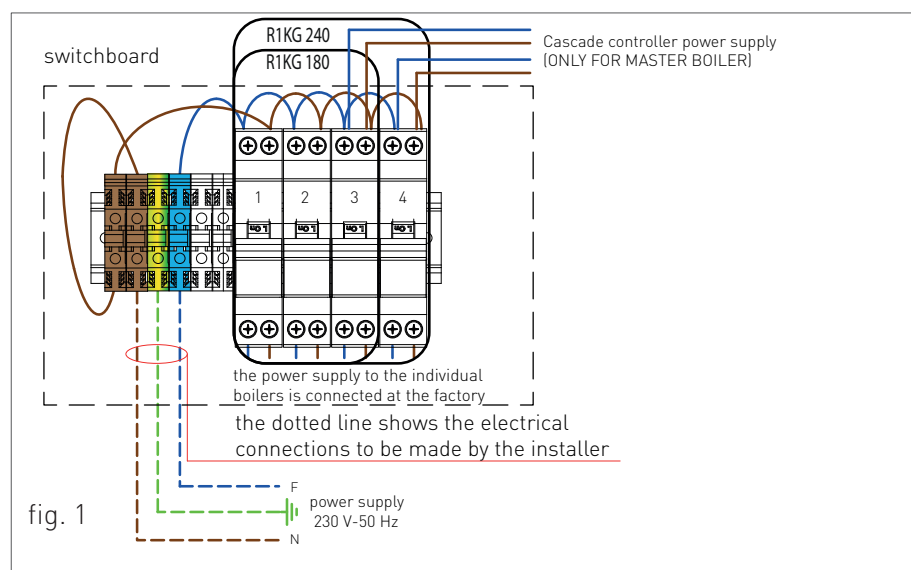 R1KG 240
switchboard
R1KG 180
Cascade controller power supply
(ONLY FOR MASTER BOILER)
1 2 3 4
the power supply to the individual
boilers is connected at the factory
the dotted line shows the electrical
connections to be made by the installer
F
power supply
230 V-50 Hz
N
fig. 1